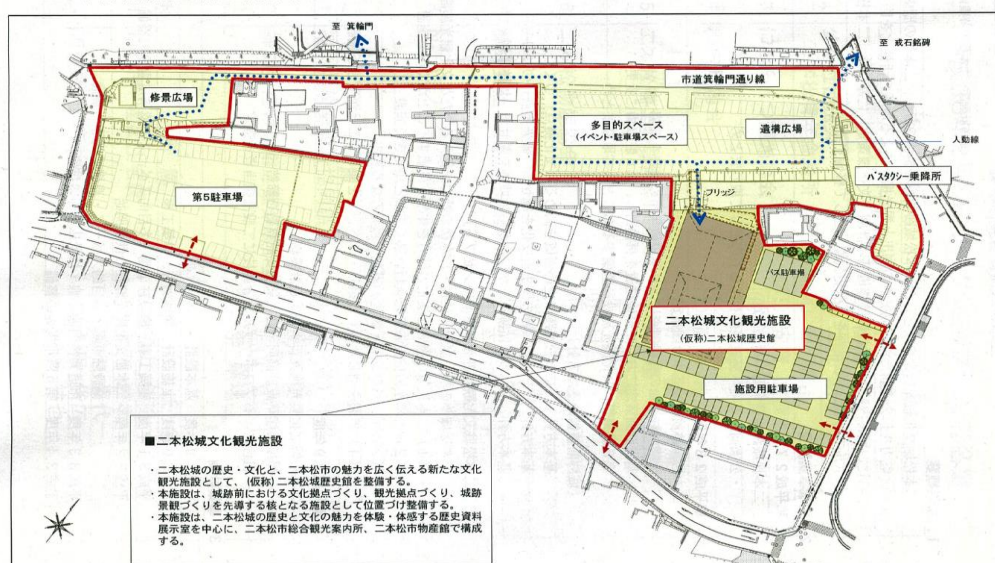 至 箕輪門
至 戒石銘碑
市道箕輪門通り線
修景広場
多目的スペース
(イベント・駐車場スペース)
遺構広場
人動線
バスタクシー乗降所
第5駐車場
ブリッジ
バス駐車場
二本松城文化観光施設
(仮称)二本松城歴史館
施設用駐車場
■二本松城文化観光施設
・二本松城の歴史・文化と、二本松市の魅力を広く伝える新たな文化
観光施設として、(仮称)二本松城歴史館を整備する。
・本施設は、城跡前における文化拠点づくり、観光拠点づくり、城跡
景観づくりを先導する核となる施設として位置づけ整備する。
・本施設は、二本松城の歴史と文化の魅力を体験・体感する歴史資料
展示室を中心に、二本松市総合観光案内所、二本松市物産館で構成
する。